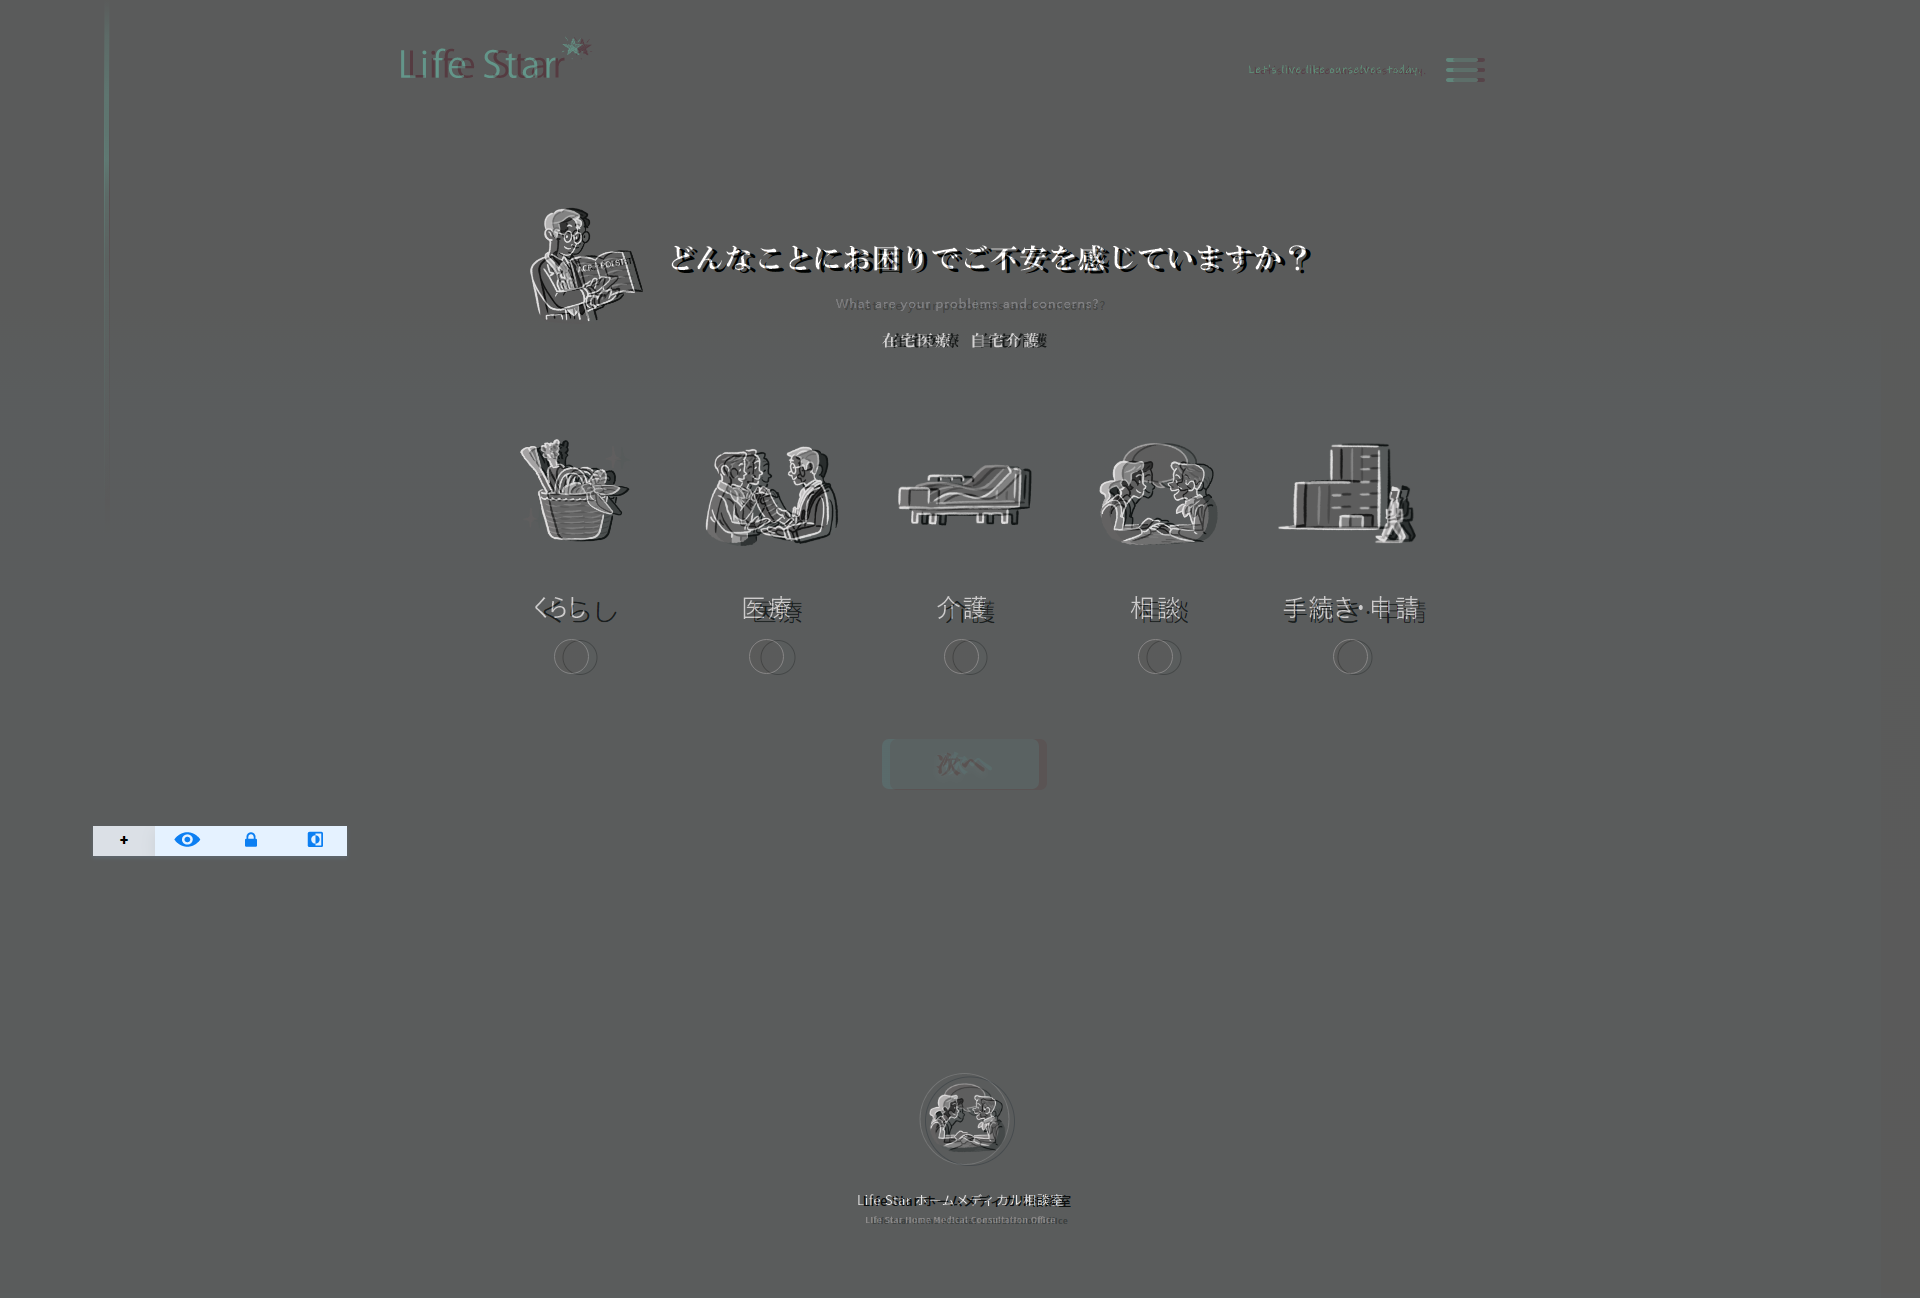 Life Star
Let's live like ourselves today.
ACP・POLST
どんなことにお困りでご不安を感じていますか？
What are your problems and concerns?
在宅医療　自宅介護
くらし
医療
介護
相談
手続き・申請
次へ
+
Life Star ホームメディカル相談室
Life Star Home Medical Consultation Office